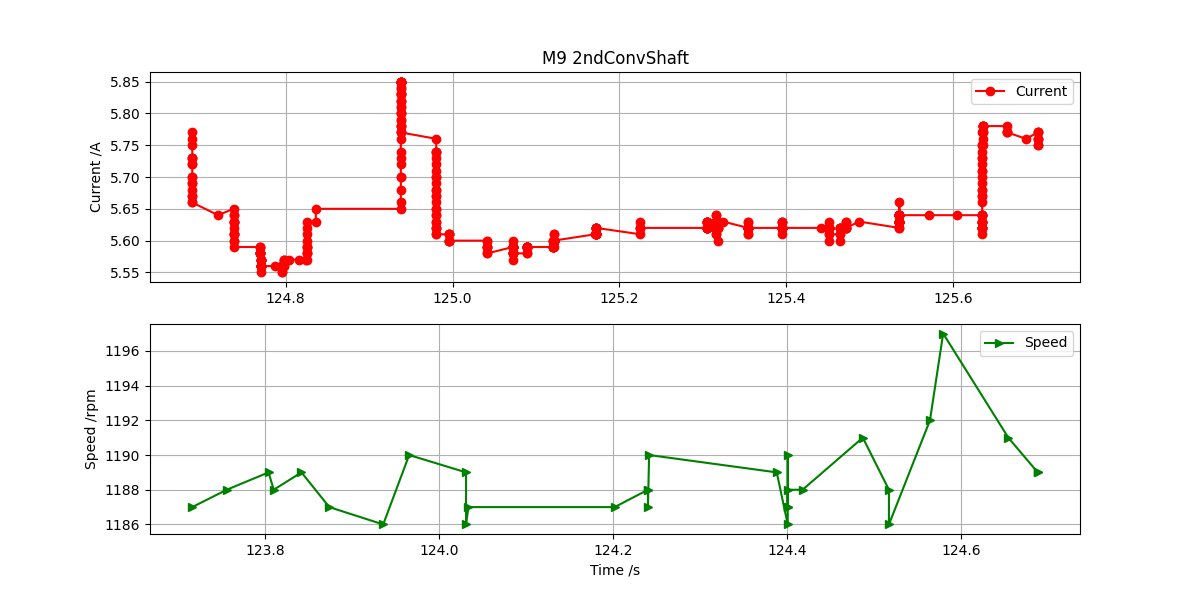 M9 2ndConvShaft
5.85
5.80
5.75
5.70
5.65
5.60
5.55
Current /A
Current
124.8 125.0 125.2 125.4 125.6
1196
1194
1192
1190
1188
1186
Speed /rpm
Speed
123.8 124.0 124.2 124.4 124.6
Time /s